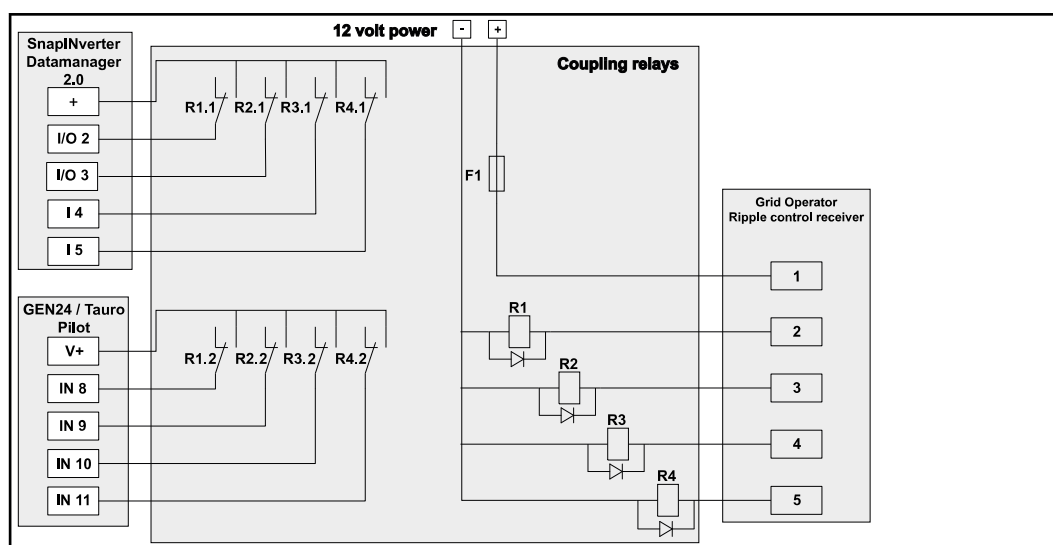 12 volt power
-
+
SnapINverter
Datamanager
2.0
+
I/O 2
I/O 3
I 4
I 5
R1.1
R2.1
R3.1
R4.1
Coupling relays
F1
Grid Operator
Ripple control receiver
1
2
3
4
5
R1
R2
R3
R4
GEN24 / Tauro
Pilot
V+
IN 8
IN 9
IN 10
IN 11
R1.2
R2.2
R3.2
R4.2